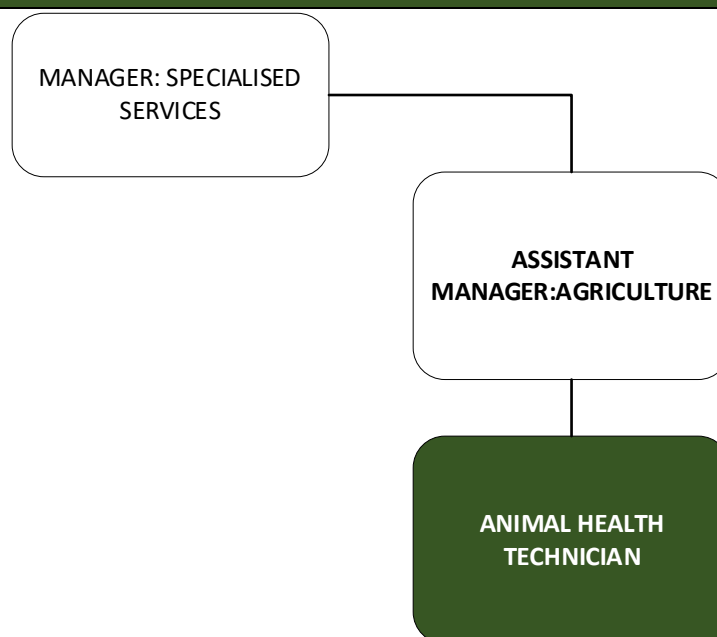 MANAGER: SPECIALISED
SERVICES
ASSISTANT
MANAGER:AGRICULTURE
ANIMAL HEALTH
TECHNICIAN